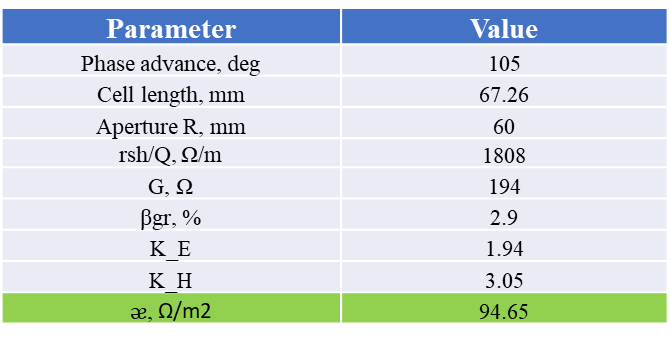 Parameter Value
Phase advance, deg 105
Cell length, mm 67.26
Aperture R, mm 60
rsh/Q, Ω/m 1808
G, Ω 194
βgr, % 2.9
K_E 1.94
K_H 3.05
æ, Ω/m2 94.65